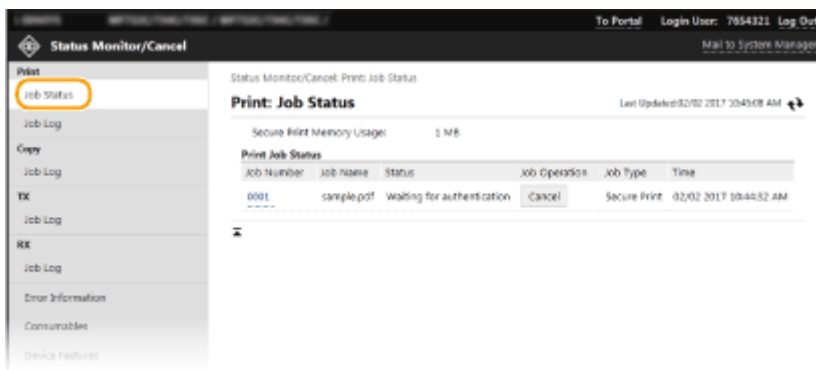 To Portal Login User: 7654321 Log Out
Status Monitor/Cancel
Mail to System Manager
Print
Job Status
Job Log
Copy
Job Log
TX
Job Log
RX
Job Log
Error Information
Consumables
Device Features
Status Monitor/Cancel: Print: Job Status
Print: Job Status
Last Updated:02/02 2017 10:45:08 AM
Secure Print Memory Usage: 1 MB
Print Job Status
Job Number Job Name Status Job Operation Job Type Time
0001 sample.pdf Waiting for authentication Cancel Secure Print 02/02 2017 10:44:32 AM